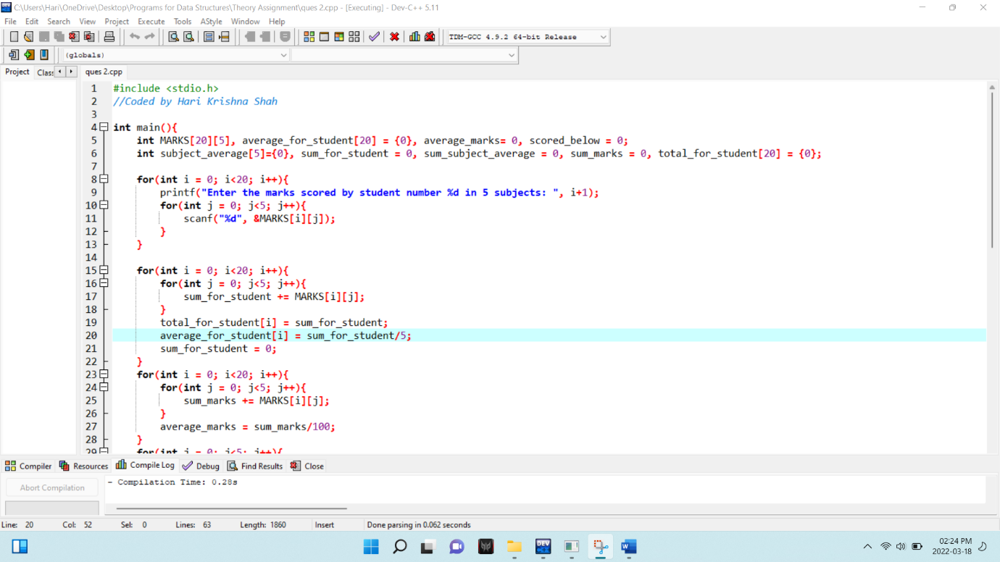 C:\Users\Hari\OneDrive\Desktop\Programs for Data Structures\Theory Assignment\ques 2.cpp - [Executing] - Dev-C++ 5.11
File Edit Search View Project Execute Tools AStyle Window Help
TDM-GCC 4.9.2 64-bit Release
(globals)
Project Clas: ques 2.cpp
1 #include <stdio.h>
2 //Coded by Hari Krishna Shah
3
4 int main(){
5 int MARKS[20][5], average_for_student[20] = {0}, average_marks= 0, scored_below = 0;
6 int subject_average[5]={0}, sum_for_student = 0, sum_subject_average = 0, sum_marks = 0, total_for_student[20] = {0};
7
8 for(int i = 0; i<20; i++){
9 printf("Enter the marks scored by student number %d in 5 subjects: ", i+1);
10 for(int j = 0; j<5; j++){
11 scanf("%d", &MARKS[i][j]);
12 }
13 }
14
15 for(int i = 0; i<20; i++){
16 for(int j = 0; j<5; j++){
17 sum_for_student += MARKS[i][j];
18 }
19 total_for_student[i] = sum_for_student;
20 average_for_student[i] = sum_for_student/5;
21 sum_for_student = 0;
22 }
23 for(int i = 0; i<20; i++){
24 for(int j = 0; j<5; j++){
25 sum_marks += MARKS[i][j];
26 }
27 average_marks = sum_marks/100;
28 }
29 for(int j = 0; j<5; j++){
Compiler Resources Compile Log Debug Find Results Close
Abort Compilation - Compilation Time: 0.28s
Line: 20 Col: 52 Sel: 0 Lines: 63 Length: 1860 Insert Done parsing in 0.062 seconds
DEV
02:24 PM
2022-03-18